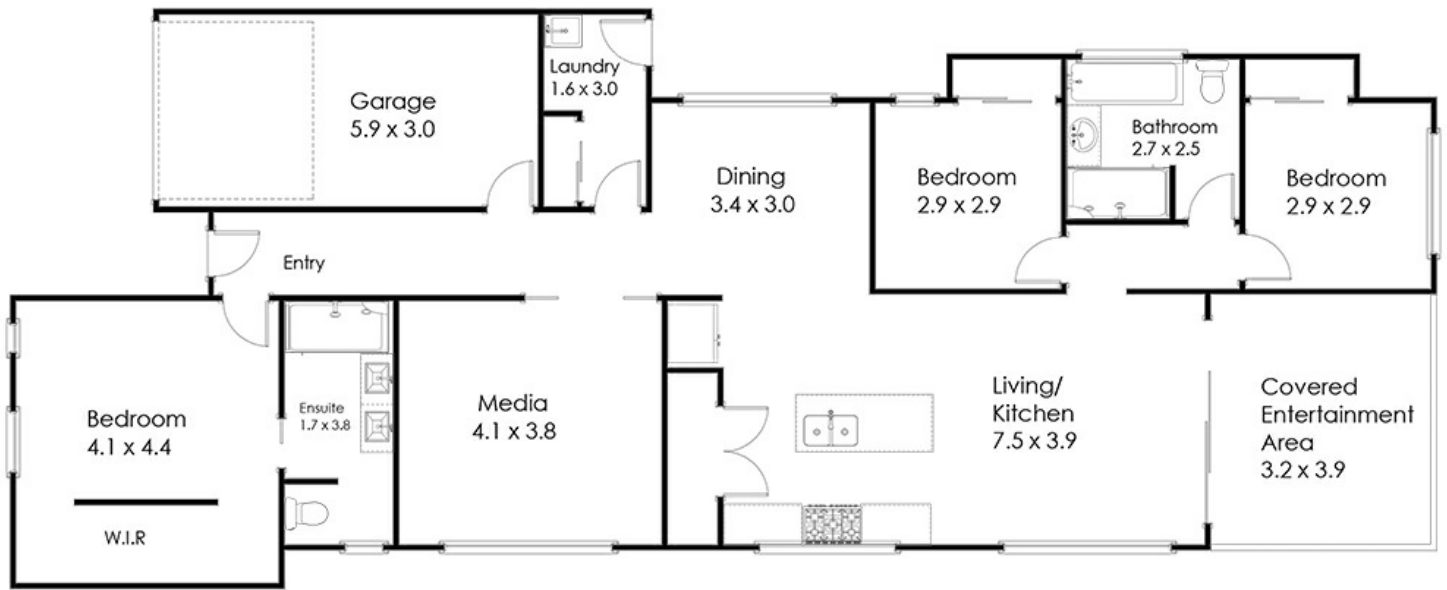 Garage
5.9 x 3.0
Laundry
1.6 x 3.0
Dining
3.4 x 3.0
Bedroom
2.9 x 2.9
Bathroom
2.7 x 2.5
Bedroom
2.9 x 2.9
Entry
Bedroom
4.1 x 4.4
W.I.R
Ensuite
1.7 x 3.8
Media
4.1 x 3.8
Living/
Kitchen
7.5 x 3.9
Covered
Entertainment
Area
3.2 x 3.9